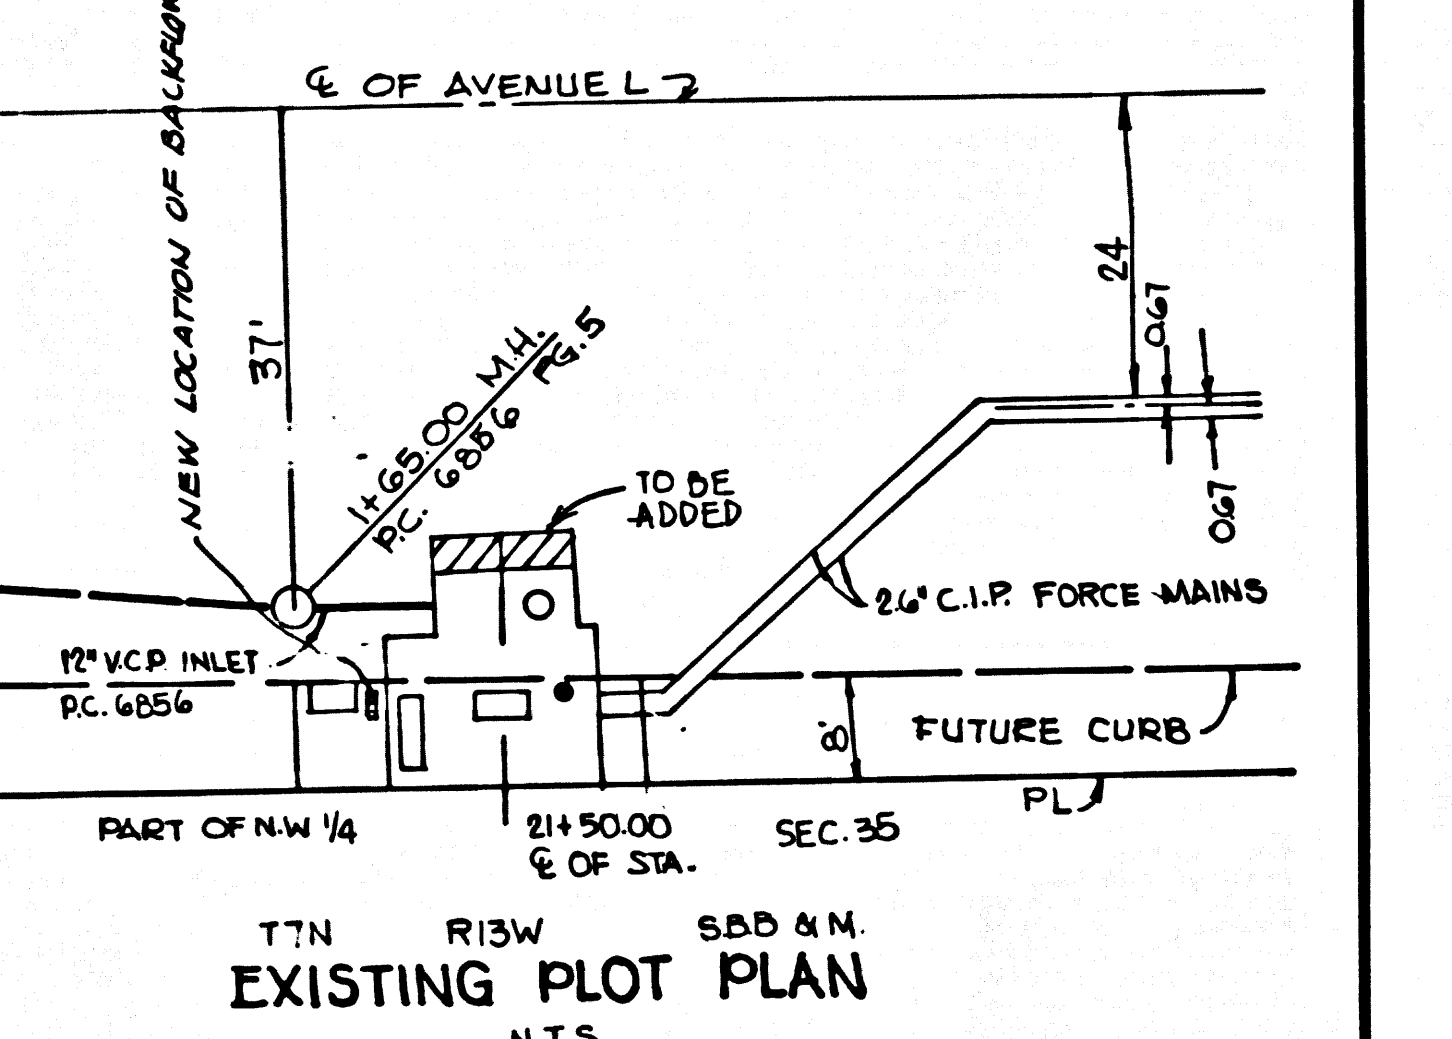 ℄ OF AVENUE L
NEW LOCATION OF BACKFLOW
37'
24
0.67
0.67
1+65.00 M.H.
P.C. 6856 PG. 5
TO BE
ADDED
2.6" C.I.P. FORCE MAINS
12" V.C.P. INLET
P.C. 6856
8'
FUTURE CURB
PL
PART OF N.W 1/4
21+50.00
℄ OF STA.
SEC. 35
T7N R13W S.B.B & M.
EXISTING PLOT PLAN
N.T.S.